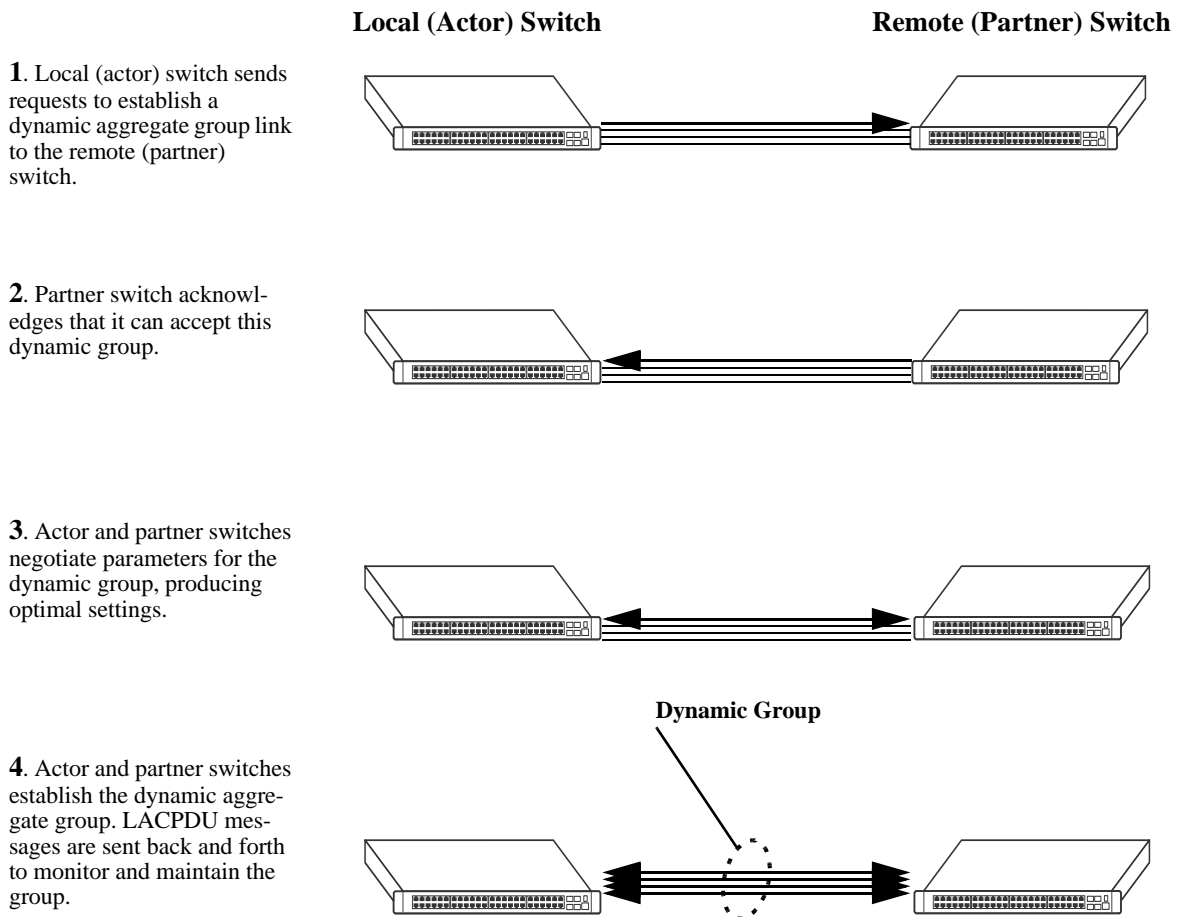 Local (Actor) Switch
Remote (Partner) Switch
1. Local (actor) switch sends
requests to establish a
dynamic aggregate group link
to the remote (partner)
switch.
2. Partner switch acknowl-
edges that it can accept this
dynamic group.
3. Actor and partner switches
negotiate parameters for the
dynamic group, producing
optimal settings.
Dynamic Group
4. Actor and partner switches
establish the dynamic aggre-
gate group. LACPDU mes-
sages are sent back and forth
to monitor and maintain the
group.